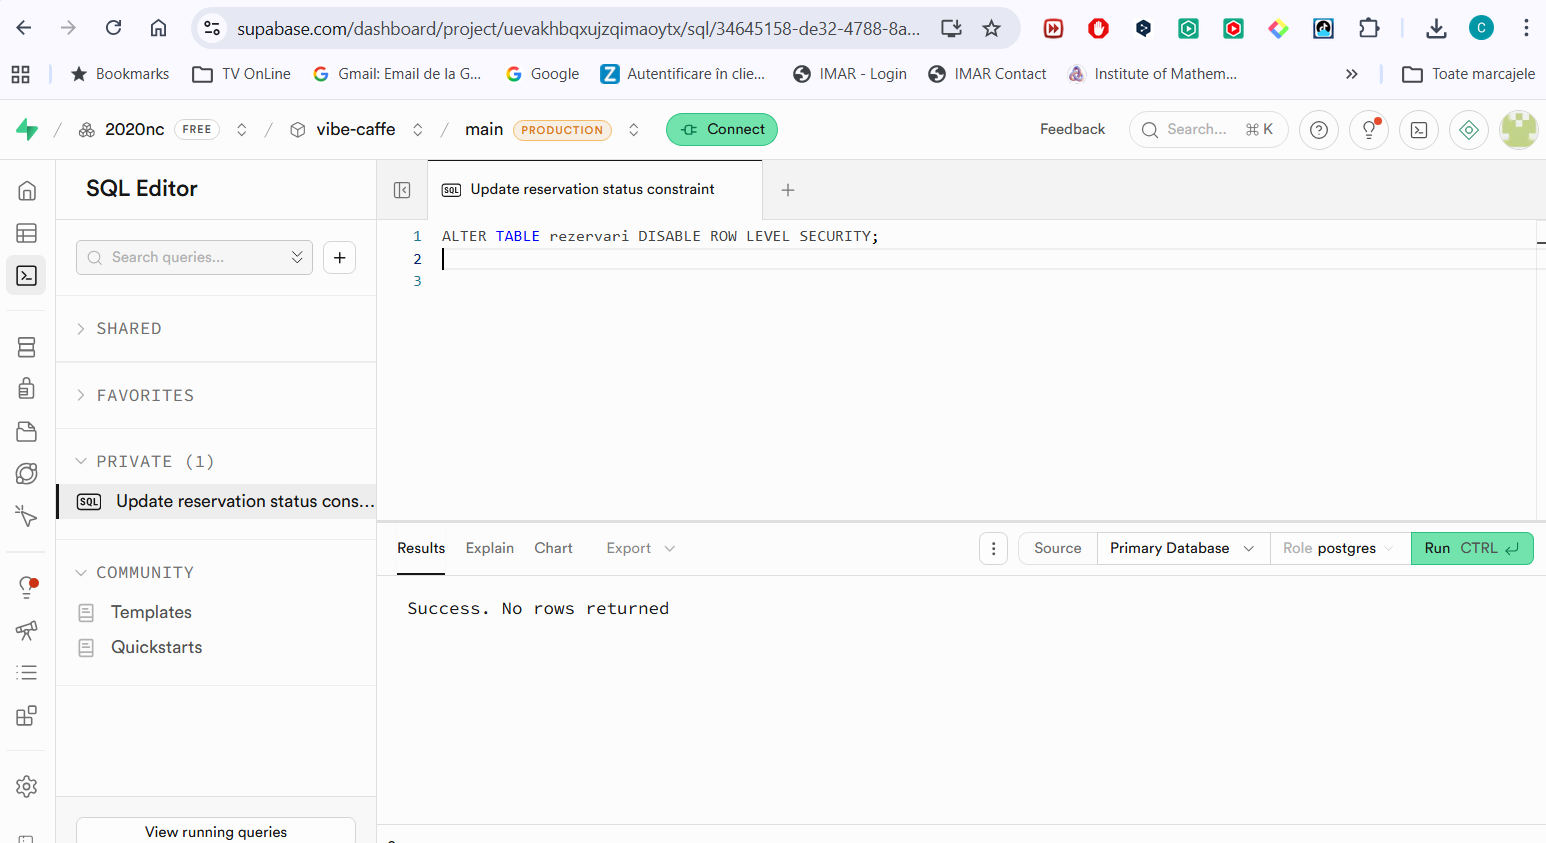 supabase.com/dashboard/project/uevakhbqxujzqimaoytx/sql/34645158-de32-4788-8a...
Bookmarks TV OnLine Gmail: Email de la G... Google Autentificare în clie... IMAR - Login IMAR Contact Institute of Mathem... » Toate marcajele
/ 2020nc FREE / vibe-caffe / main PRODUCTION Connect Feedback Search... ⌘ K
SQL Editor
SQL Update reservation status constraint
Search queries...
1 ALTER TABLE rezervari DISABLE ROW LEVEL SECURITY;
2
3
SHARED
FAVORITES
PRIVATE (1)
SQL Update reservation status cons...
COMMUNITY
Templates
Quickstarts
View running queries
Results Explain Chart Export Source Primary Database Role postgres Run CTRL
Success. No rows returned